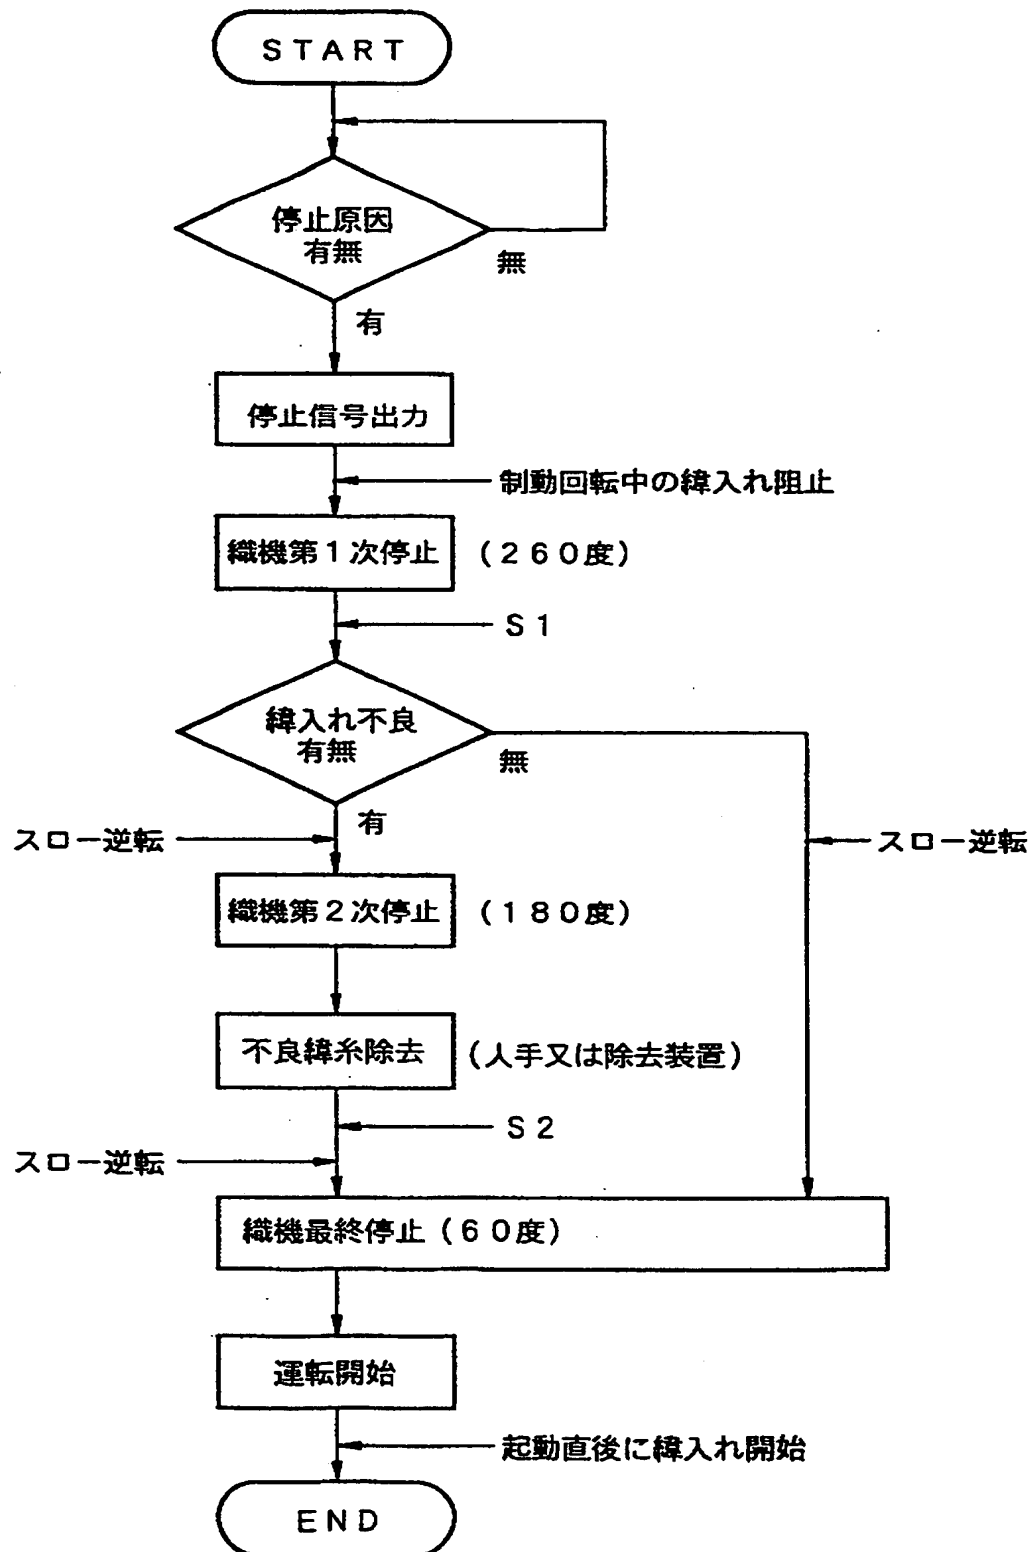 START
停止原因
有無
無
有
停止信号出力
制動回転中の緯入れ阻止
織機第1次停止 (260度)
S1
緯入れ不良
有無
無
有
スロー逆転
スロー逆転
織機第2次停止 (180度)
不良緯糸除去 (人手又は除去装置)
S2
スロー逆転
織機最終停止(60度)
運転開始
起動直後に緯入れ開始
END